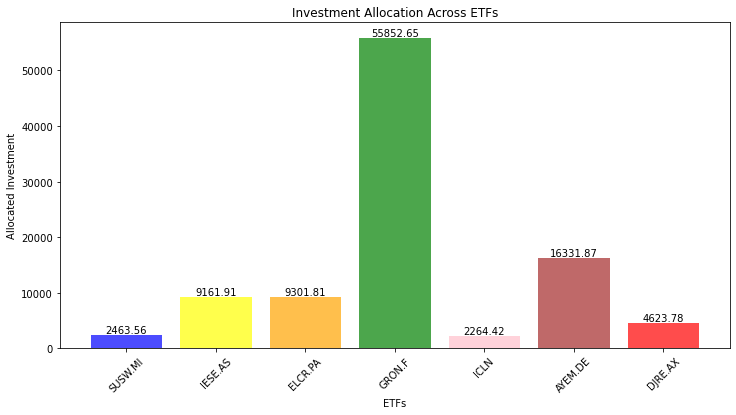 Investment Allocation Across ETFs
55852.65
50000
40000
Allocated Investment
30000
20000
16331.87
10000
9161.91
9301.81
4623.78
2463.56
2264.42
0
SUSW.MI
IESE.AS
ELCR.PA
GRON.F
ICLN
AYEM.DE
DJRE.AX
ETFs